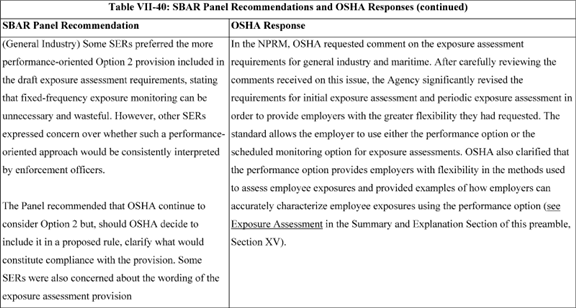 Table VII-40: SBAR Panel Recommendations and OSHA Responses (continued)
SBAR Panel Recommendation
(General Industry) Some SERs preferred the more
performance-oriented Option 2 provision included in
the draft exposure assessment requirements, stating
that fixed-frequency exposure monitoring can be
unnecessary and wasteful. However, other SERs
expressed concern over whether such a performance-
oriented approach would be consistently interpreted
by enforcement officers.
The Panel recommended that OSHA continue to
consider Option 2 but, should OSHA decide to
include it in a proposed rule, clarify what would
constitute compliance with the provision. Some
SERs were also concerned about the wording of the
exposure assessment provision
OSHA Response
In the NPRM, OSHA requested comment on the exposure assessment
requirements for general industry and maritime. After carefully reviewing the
comments received on this issue, the Agency significantly revised the
requirements for initial exposure assessment and periodic exposure assessment in
order to provide employers with the greater flexibility they had requested. The
standard allows the employer to use either the performance option or the
scheduled monitoring option for exposure assessments. OSHA also clarified that
the performance option provides employers with flexibility in the methods used
to assess employee exposures and provided examples of how employers can
accurately characterize employee exposures using the performance option (see
Exposure Assessment in the Summary and Explanation Section of this preamble,
Section XV).